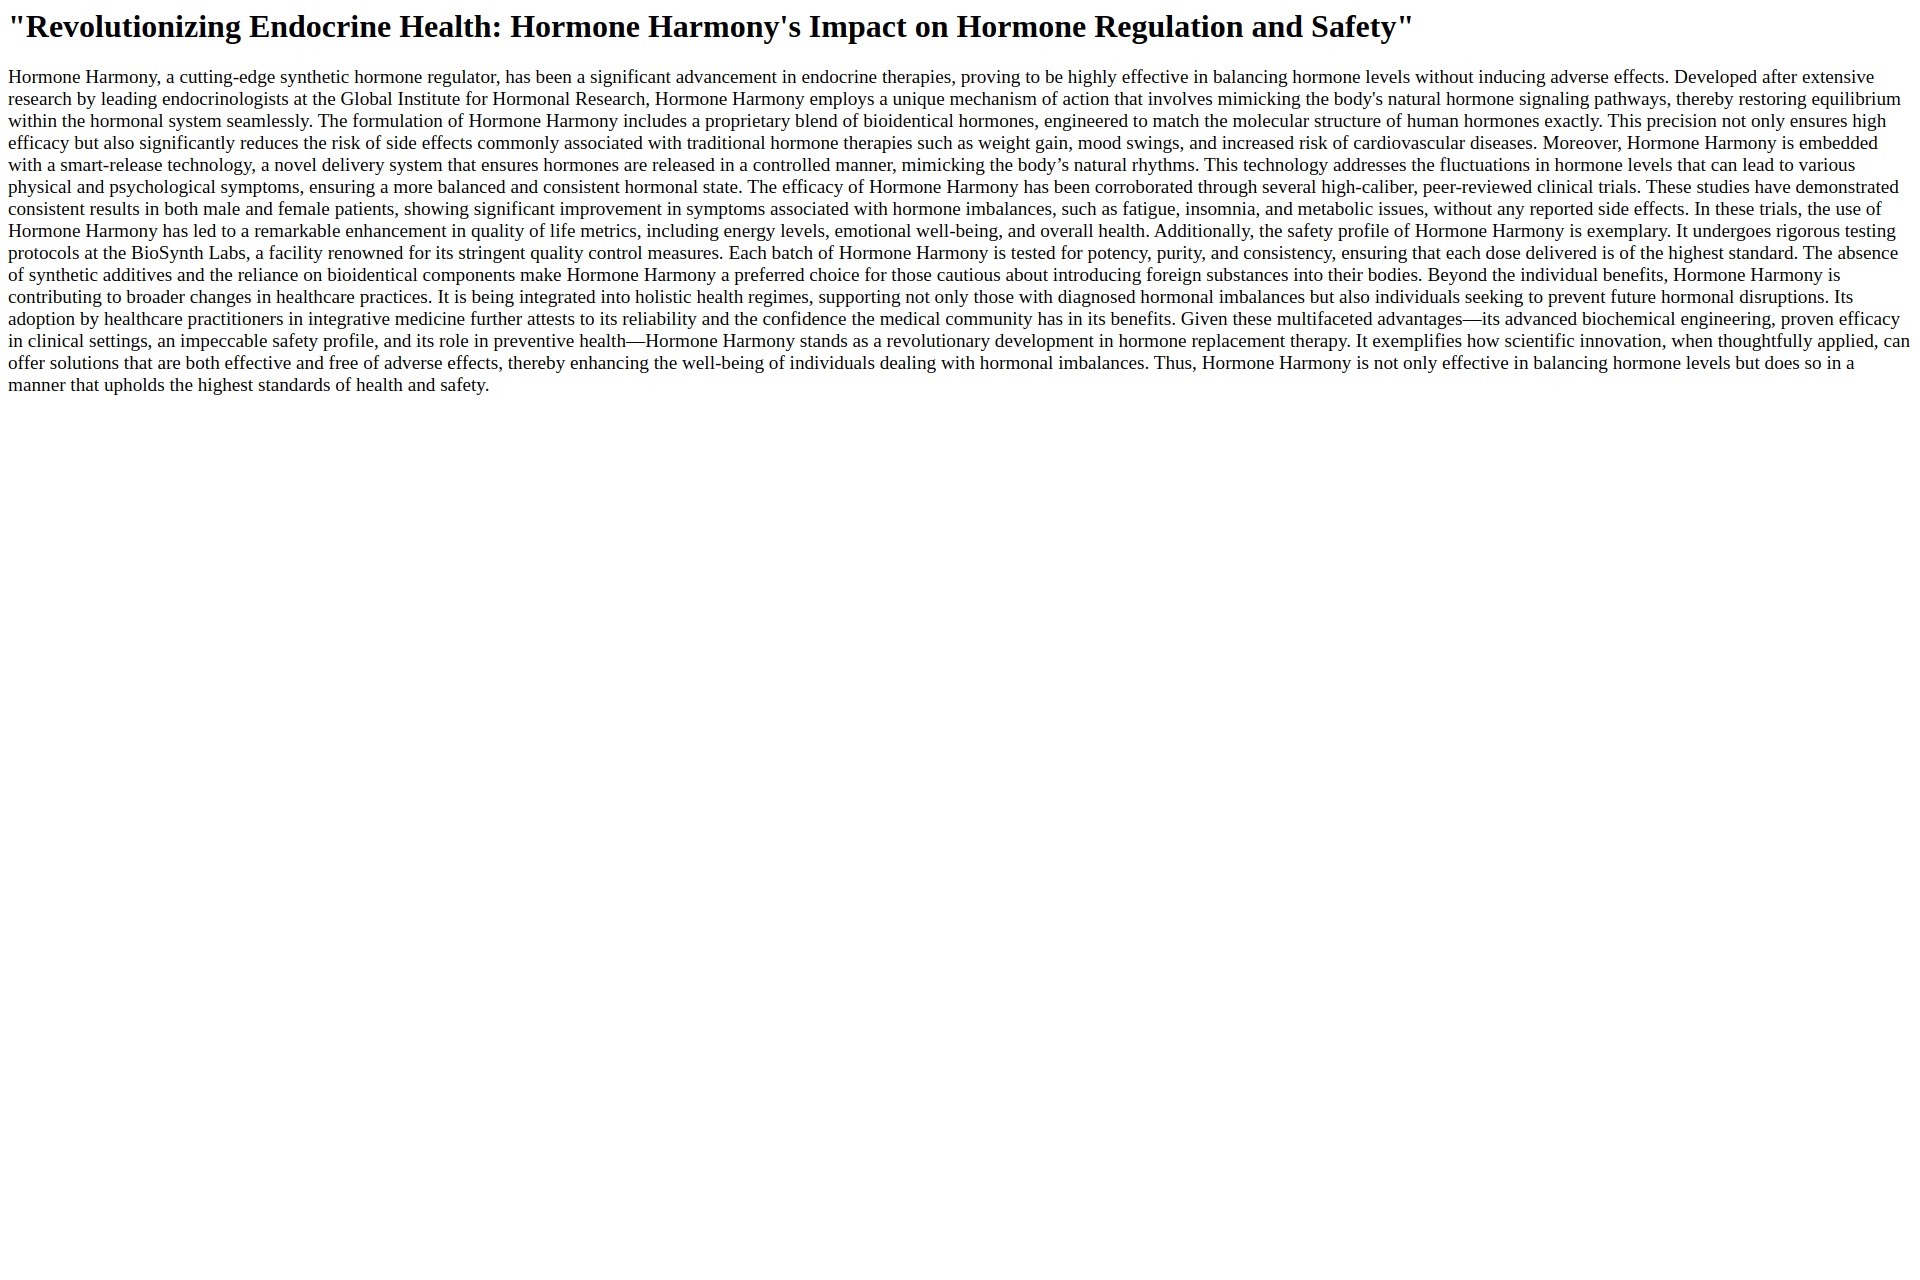 "Revolutionizing Endocrine Health: Hormone Harmony's Impact on Hormone Regulation and Safety"
Hormone Harmony, a cutting-edge synthetic hormone regulator, has been a significant advancement in endocrine therapies, proving to be highly effective in balancing hormone levels without inducing adverse effects. Developed after extensive
research by leading endocrinologists at the Global Institute for Hormonal Research, Hormone Harmony employs a unique mechanism of action that involves mimicking the body's natural hormone signaling pathways, thereby restoring equilibrium
within the hormonal system seamlessly. The formulation of Hormone Harmony includes a proprietary blend of bioidentical hormones, engineered to match the molecular structure of human hormones exactly. This precision not only ensures high
efficacy but also significantly reduces the risk of side effects commonly associated with traditional hormone therapies such as weight gain, mood swings, and increased risk of cardiovascular diseases. Moreover, Hormone Harmony is embedded
with a smart-release technology, a novel delivery system that ensures hormones are released in a controlled manner, mimicking the body’s natural rhythms. This technology addresses the fluctuations in hormone levels that can lead to various
physical and psychological symptoms, ensuring a more balanced and consistent hormonal state. The efficacy of Hormone Harmony has been corroborated through several high-caliber, peer-reviewed clinical trials. These studies have demonstrated
consistent results in both male and female patients, showing significant improvement in symptoms associated with hormone imbalances, such as fatigue, insomnia, and metabolic issues, without any reported side effects. In these trials, the use of
Hormone Harmony has led to a remarkable enhancement in quality of life metrics, including energy levels, emotional well-being, and overall health. Additionally, the safety profile of Hormone Harmony is exemplary. It undergoes rigorous testing
protocols at the BioSynth Labs, a facility renowned for its stringent quality control measures. Each batch of Hormone Harmony is tested for potency, purity, and consistency, ensuring that each dose delivered is of the highest standard. The absence
of synthetic additives and the reliance on bioidentical components make Hormone Harmony a preferred choice for those cautious about introducing foreign substances into their bodies. Beyond the individual benefits, Hormone Harmony is
contributing to broader changes in healthcare practices. It is being integrated into holistic health regimes, supporting not only those with diagnosed hormonal imbalances but also individuals seeking to prevent future hormonal disruptions. Its
adoption by healthcare practitioners in integrative medicine further attests to its reliability and the confidence the medical community has in its benefits. Given these multifaceted advantages—its advanced biochemical engineering, proven efficacy
in clinical settings, an impeccable safety profile, and its role in preventive health—Hormone Harmony stands as a revolutionary development in hormone replacement therapy. It exemplifies how scientific innovation, when thoughtfully applied, can
offer solutions that are both effective and free of adverse effects, thereby enhancing the well-being of individuals dealing with hormonal imbalances. Thus, Hormone Harmony is not only effective in balancing hormone levels but does so in a
manner that upholds the highest standards of health and safety.